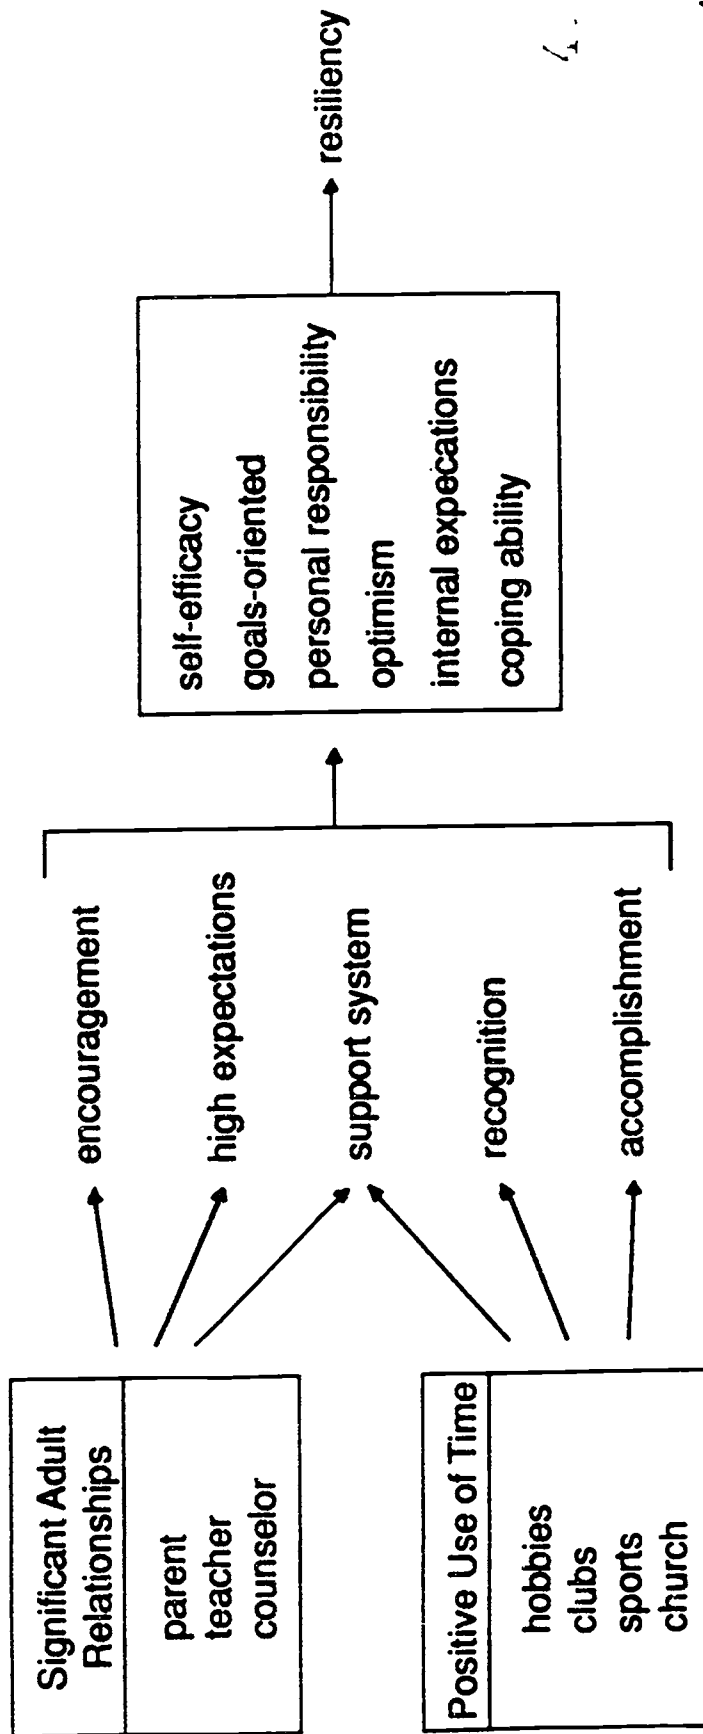 Significant Adult
Relationships
parent
teacher
counselor
Positive Use of Time
hobbies
clubs
sports
church
encouragement
high expectations
support system
recognition
accomplishment
self-efficacy
goals-oriented
personal responsibility
optimism
internal expecations
coping ability
resiliency